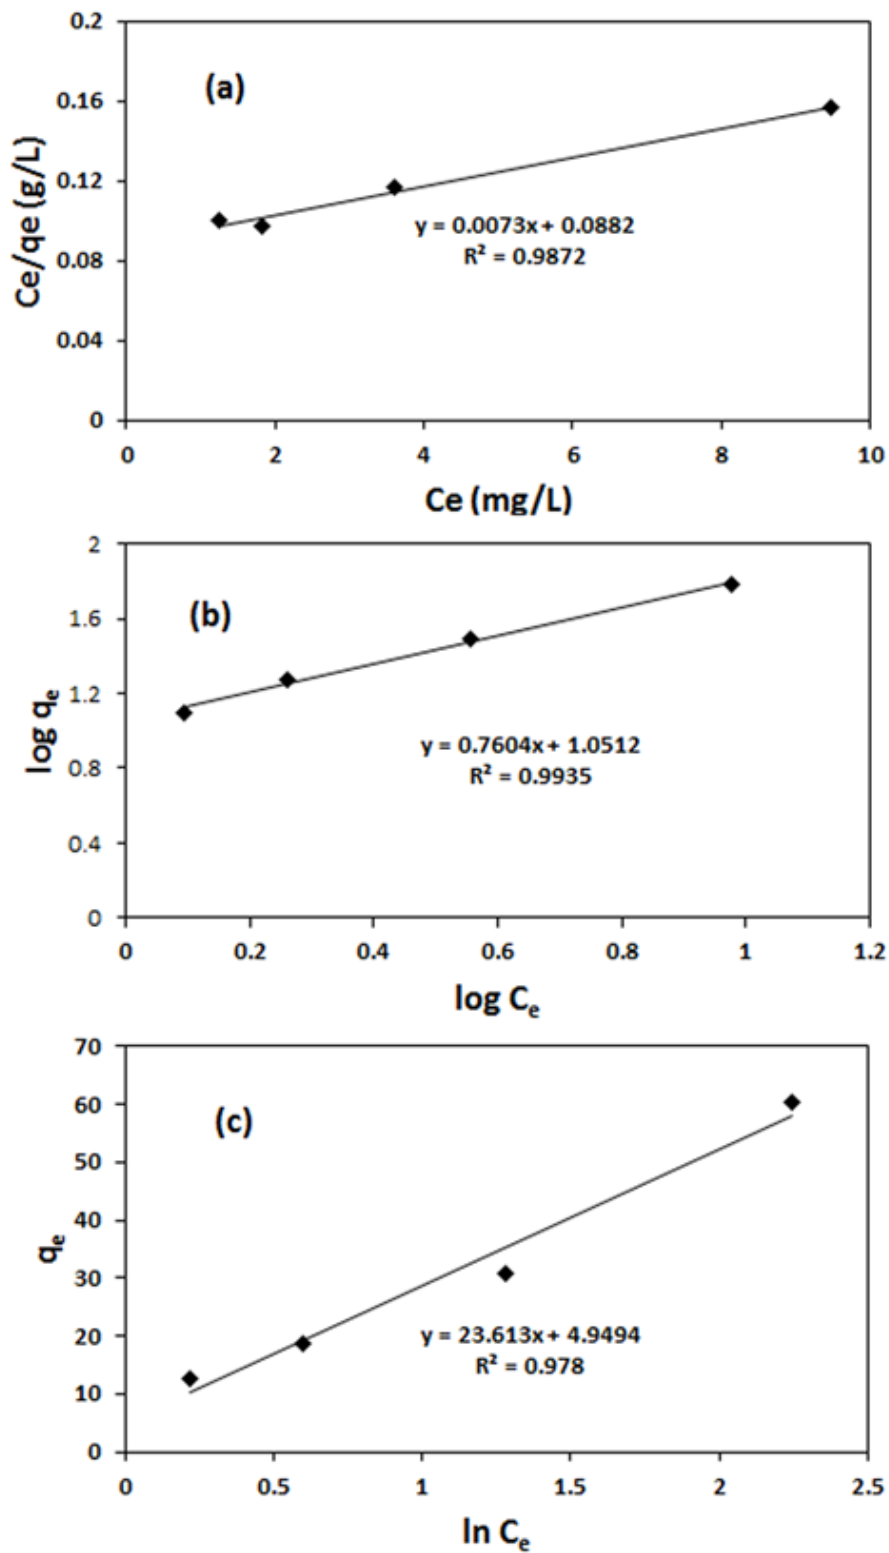 0.2
(a)
0.16
0.12
y = 0.0073x + 0.0882
R² = 0.9872
0.08
0.04
0
Ce/qe (g/L)
0 2 4 6 8 10
Ce (mg/L)
2
(b)
1.6
1.2
y = 0.7604x + 1.0512
R² = 0.9935
0.8
0.4
0
log qe
0 0.2 0.4 0.6 0.8 1 1.2
log Ce
70
(c)
60
50
40
30
20
y = 23.613x + 4.9494
R² = 0.978
10
0
qe
0 0.5 1 1.5 2 2.5
ln Ce